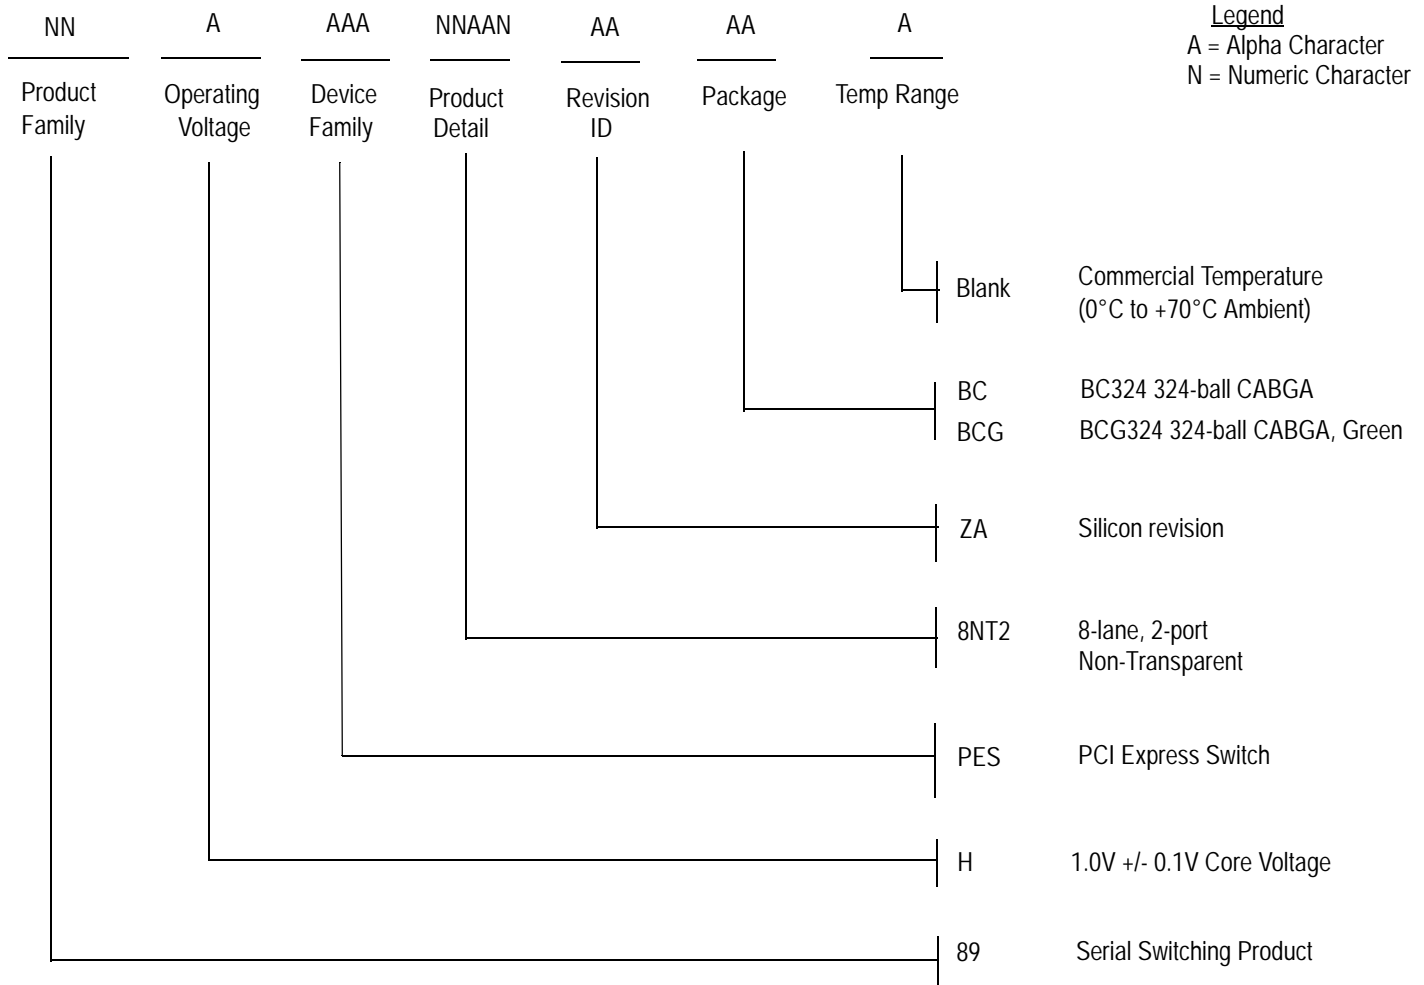 NN A AAA NNAAN AA AA A
Legend
A = Alpha Character
N = Numeric Character
Product
Family
Operating
Voltage
Device
Family
Product
Detail
Revision
ID
Package
Temp Range
Blank
Commercial Temperature
(0°C to +70°C Ambient)
BC BC324 324-ball CABGA
BCG BCG324 324-ball CABGA, Green
ZA Silicon revision
8NT2 8-lane, 2-port
Non-Transparent
PES PCI Express Switch
H 1.0V +/- 0.1V Core Voltage
89 Serial Switching Product